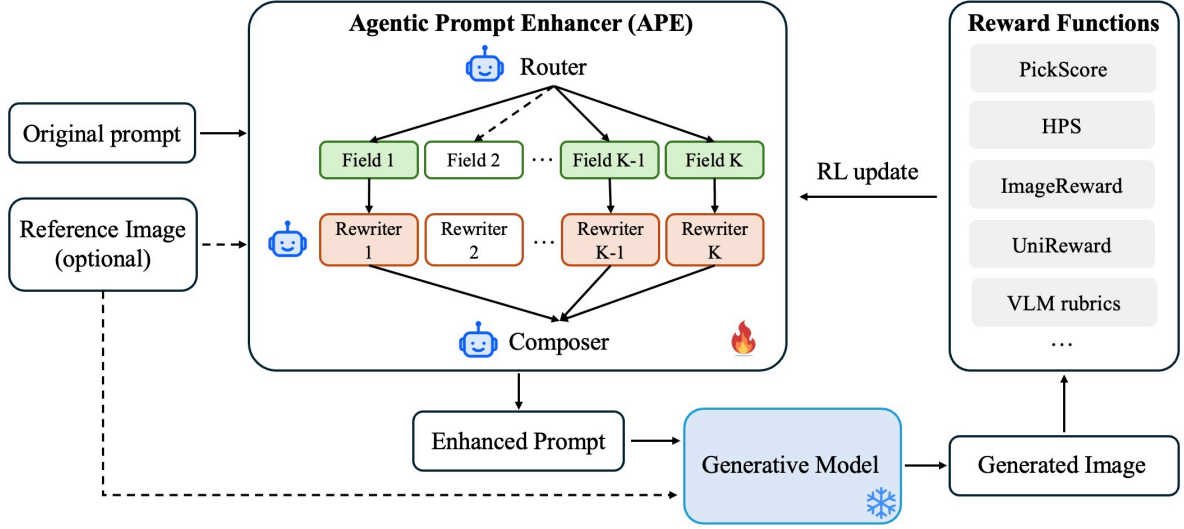 Agentic Prompt Enhancer (APE)
Router
Original prompt
Field 1
Field 2
...
Field K-1
Field K
Reference Image
(optional)
Rewriter
1
Rewriter
2
...
Rewriter
K-1
Rewriter
K
Composer
Enhanced Prompt
Generative Model
Generated Image
RL update
Reward Functions
PickScore
HPS
ImageReward
UniReward
VLM rubrics
...